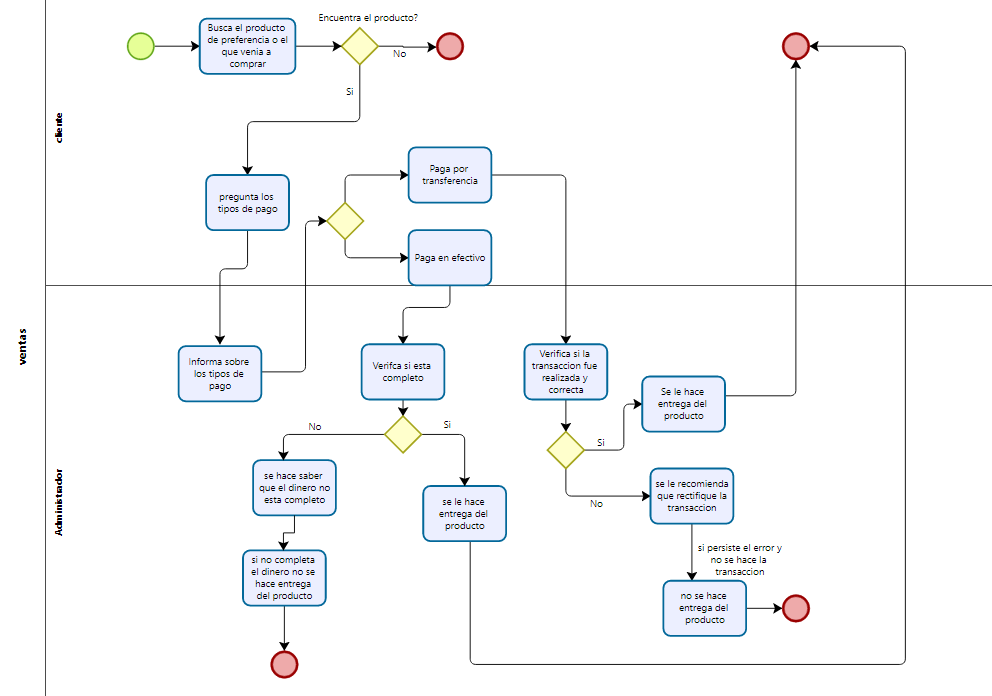 Encuentra el producto?
Busca el producto
de preferencia o el
que venia a
comprar
No
Si
cliente
Paga por
transferencia
pregunta los
tipos de pago
Paga en efectivo
ventas
Informa sobre
los tipos de
pago
Verifca si esta
completo
Verifica si la
transaccion fue
realizada y
correcta
Se le hace
entrega del
producto
No
Si
Si
No
Administrador
se hace saber
que el dinero no
esta completo
se le hace
entrega del
producto
se le recomienda
que rectifique la
transaccion
si persiste el error y
no se hace la
transaccion
si no completa
el dinero no se
hace entrega
del producto
no se hace
entrega del
producto